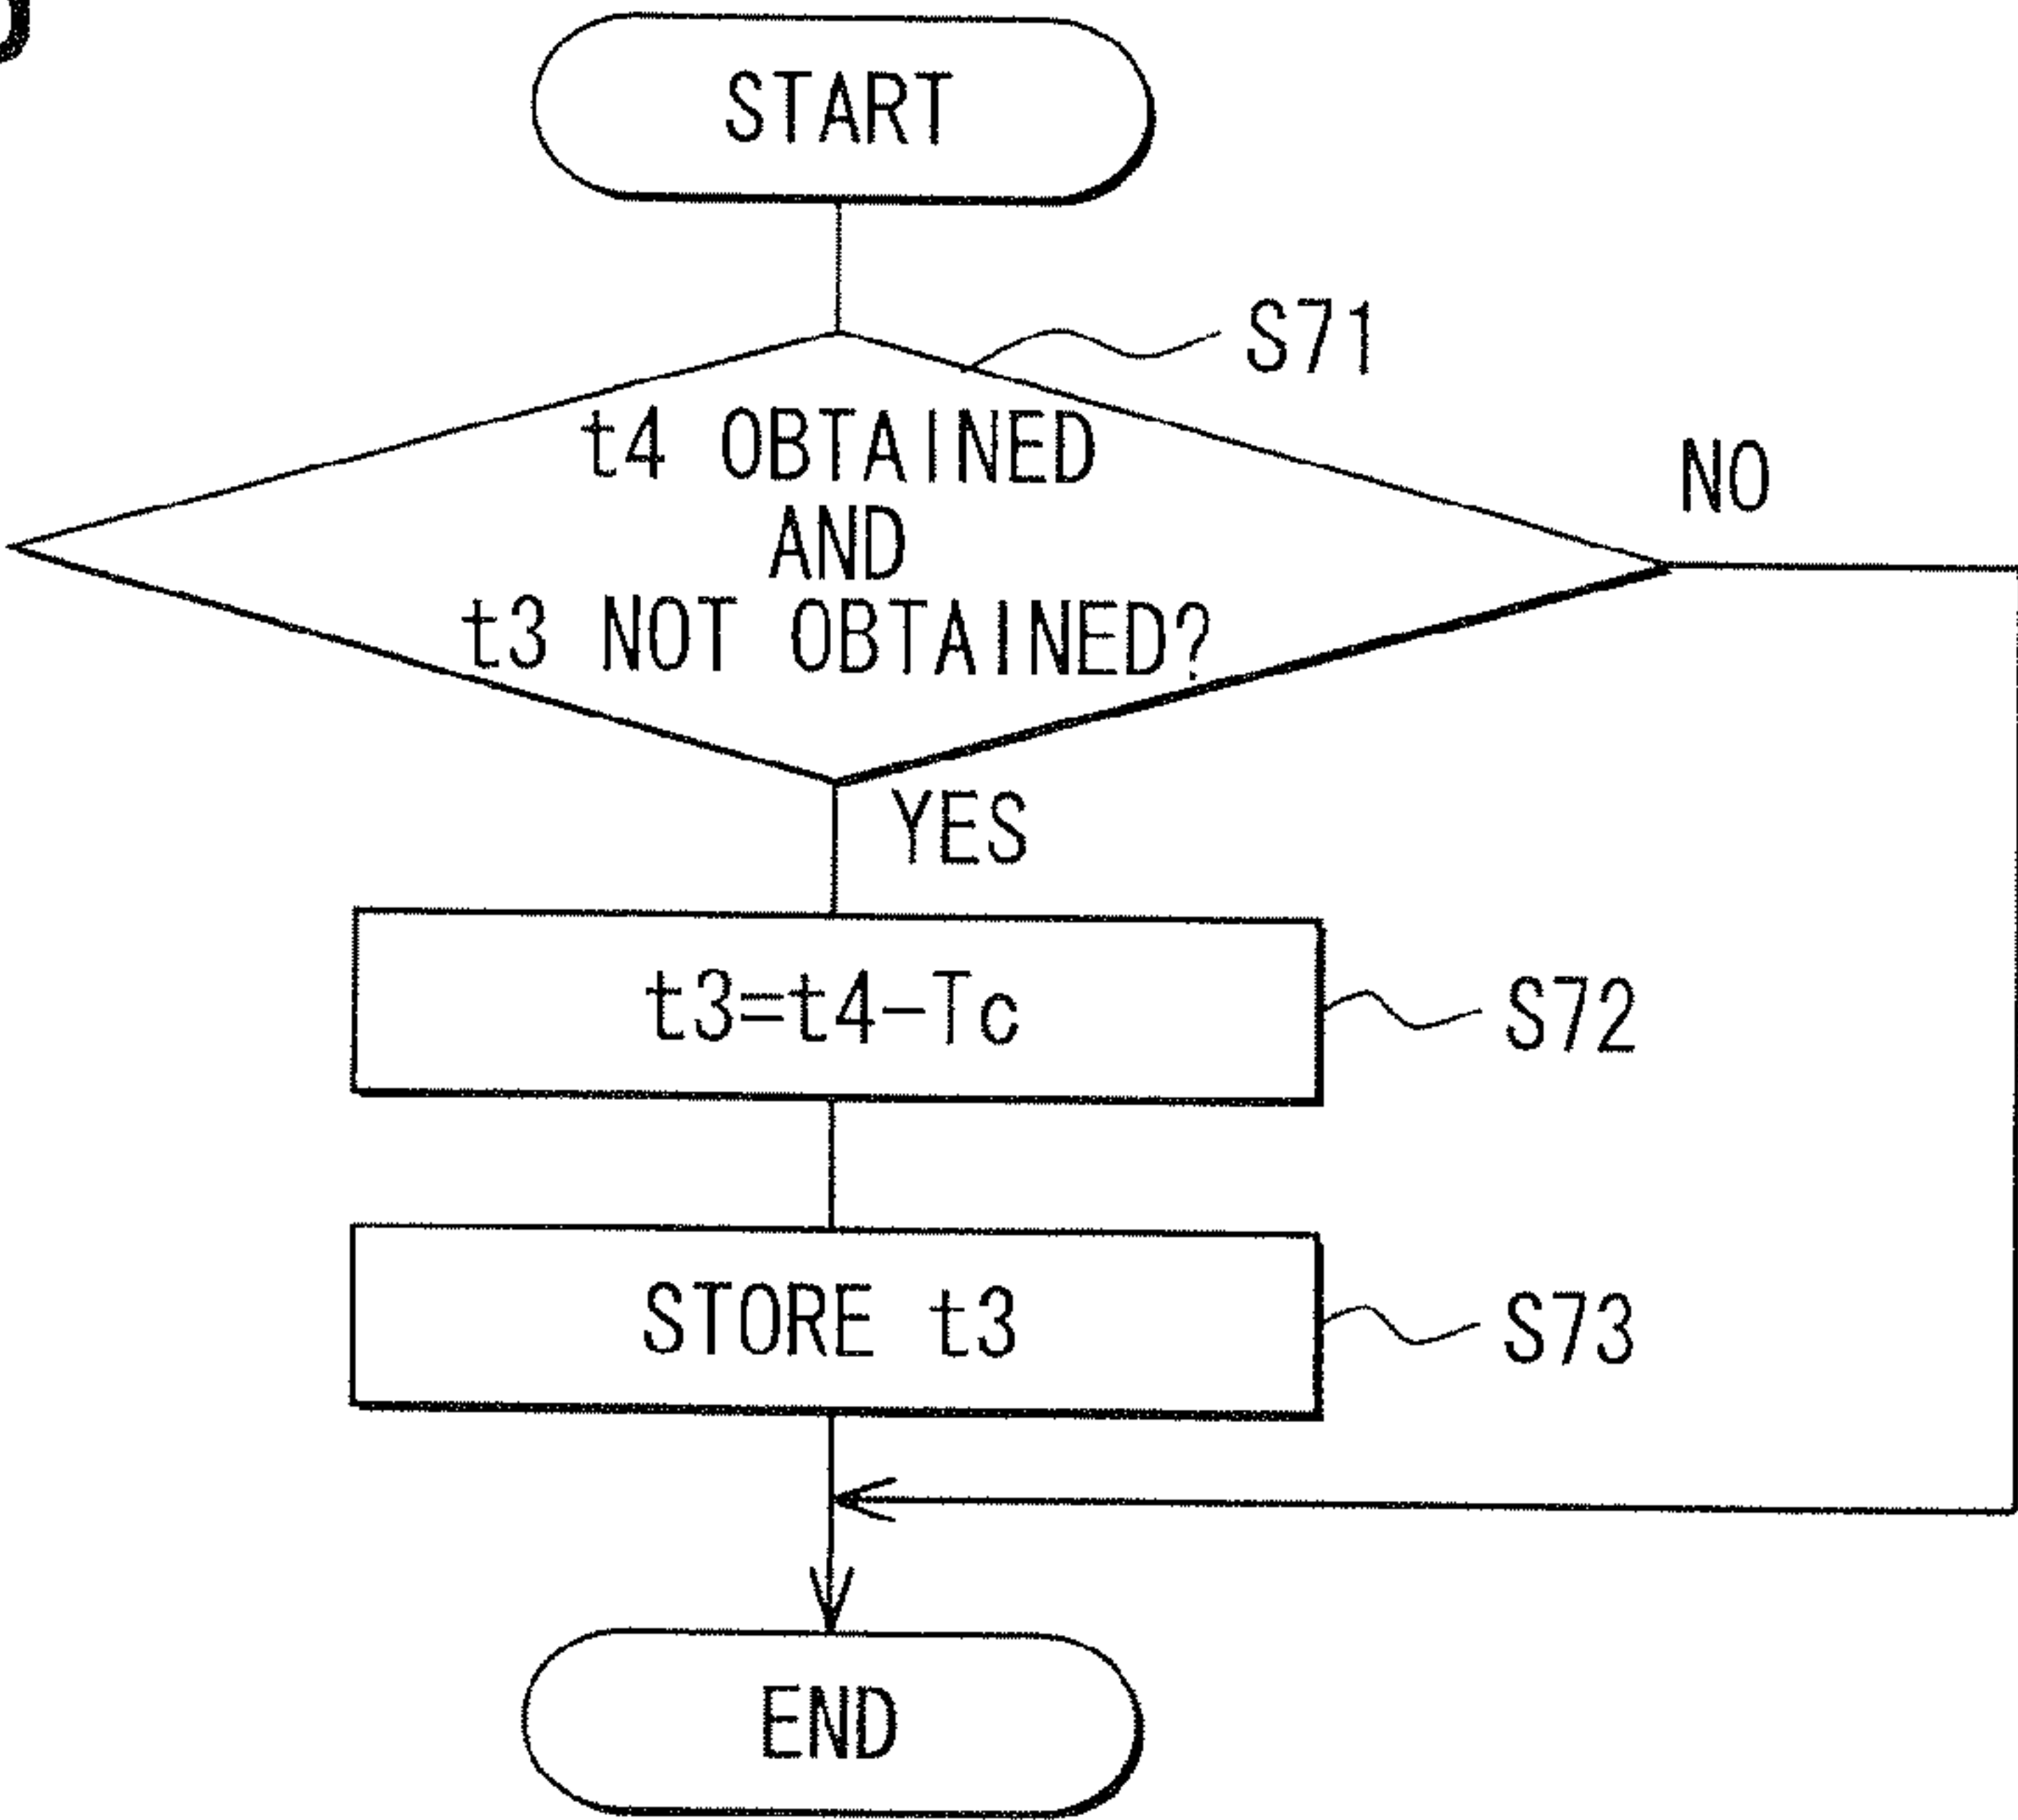 START
S71
t4 OBTAINED
AND
t3 NOT OBTAINED?
NO
YES
t3=t4-Tc
S72
STORE t3
S73
END